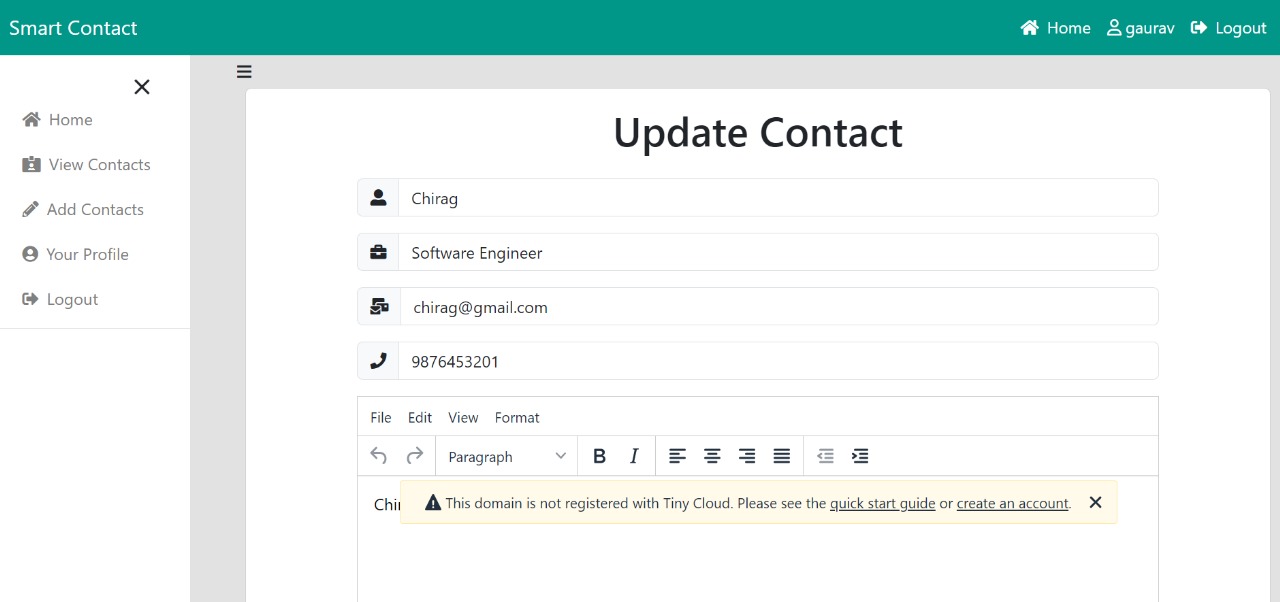 Smart Contact
Home gaurav Logout
Home
View Contacts
Add Contacts
Your Profile
Logout
Update Contact
Chirag
Software Engineer
chirag@gmail.com
9876453201
File Edit View Format
Paragraph B I
This domain is not registered with Tiny Cloud. Please see the quick start guide or create an account.